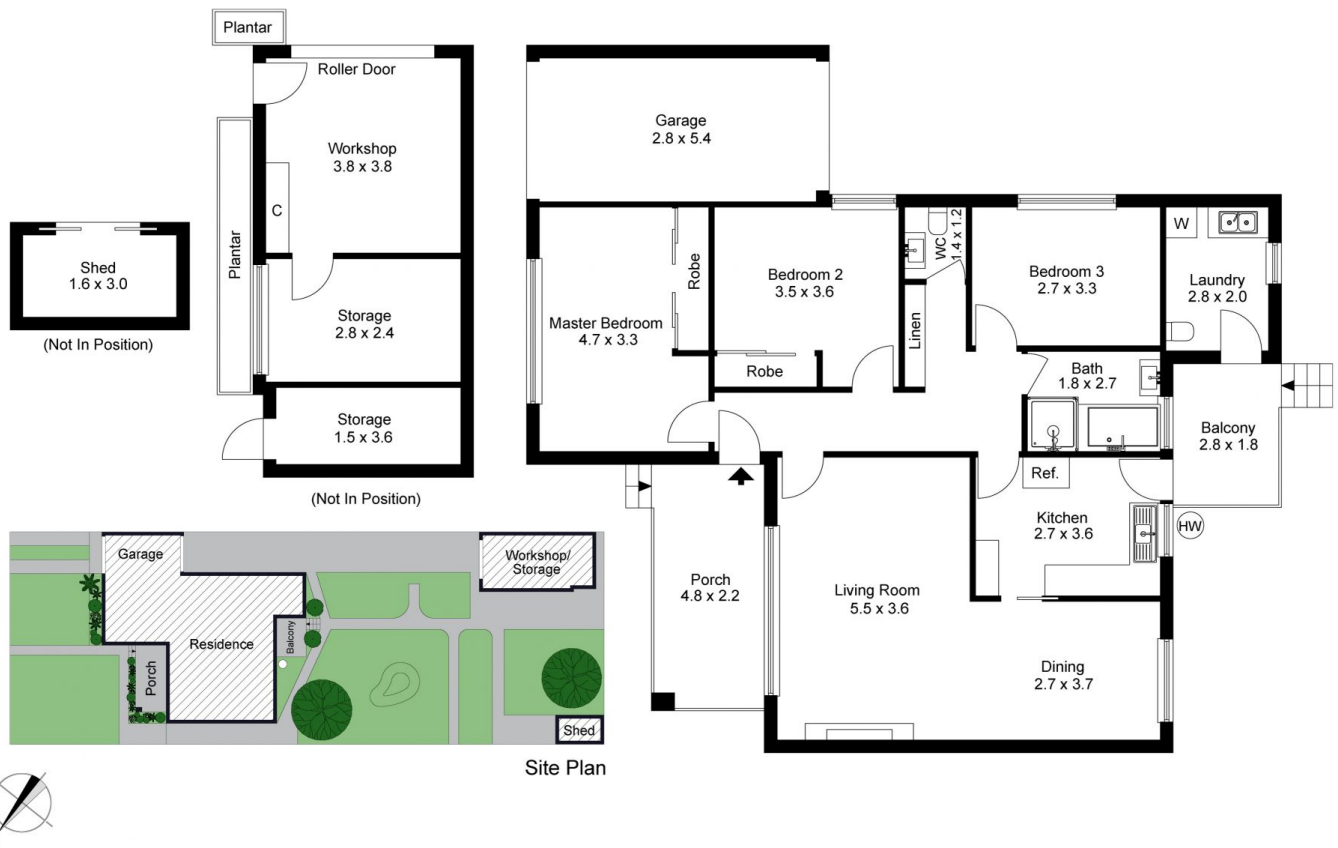 Plantar
Roller Door
Workshop
3.8 x 3.8
C
Plantar
Storage
2.8 x 2.4
Storage
1.5 x 3.6
(Not In Position)
Shed
1.6 x 3.0
(Not In Position)
Garage
2.8 x 5.4
Master Bedroom
4.7 x 3.3
Robe
Bedroom 2
3.5 x 3.6
Robe
WC
1.4 x 1.2
Linen
Bedroom 3
2.7 x 3.3
W
Laundry
2.8 x 2.0
Bath
1.8 x 2.7
Balcony
2.8 x 1.8
Ref.
Kitchen
2.7 x 3.6
HW
Porch
4.8 x 2.2
Living Room
5.5 x 3.6
Dining
2.7 x 3.7
Garage
Workshop/
Storage
Residence
Balcony
Porch
Shed
Site Plan